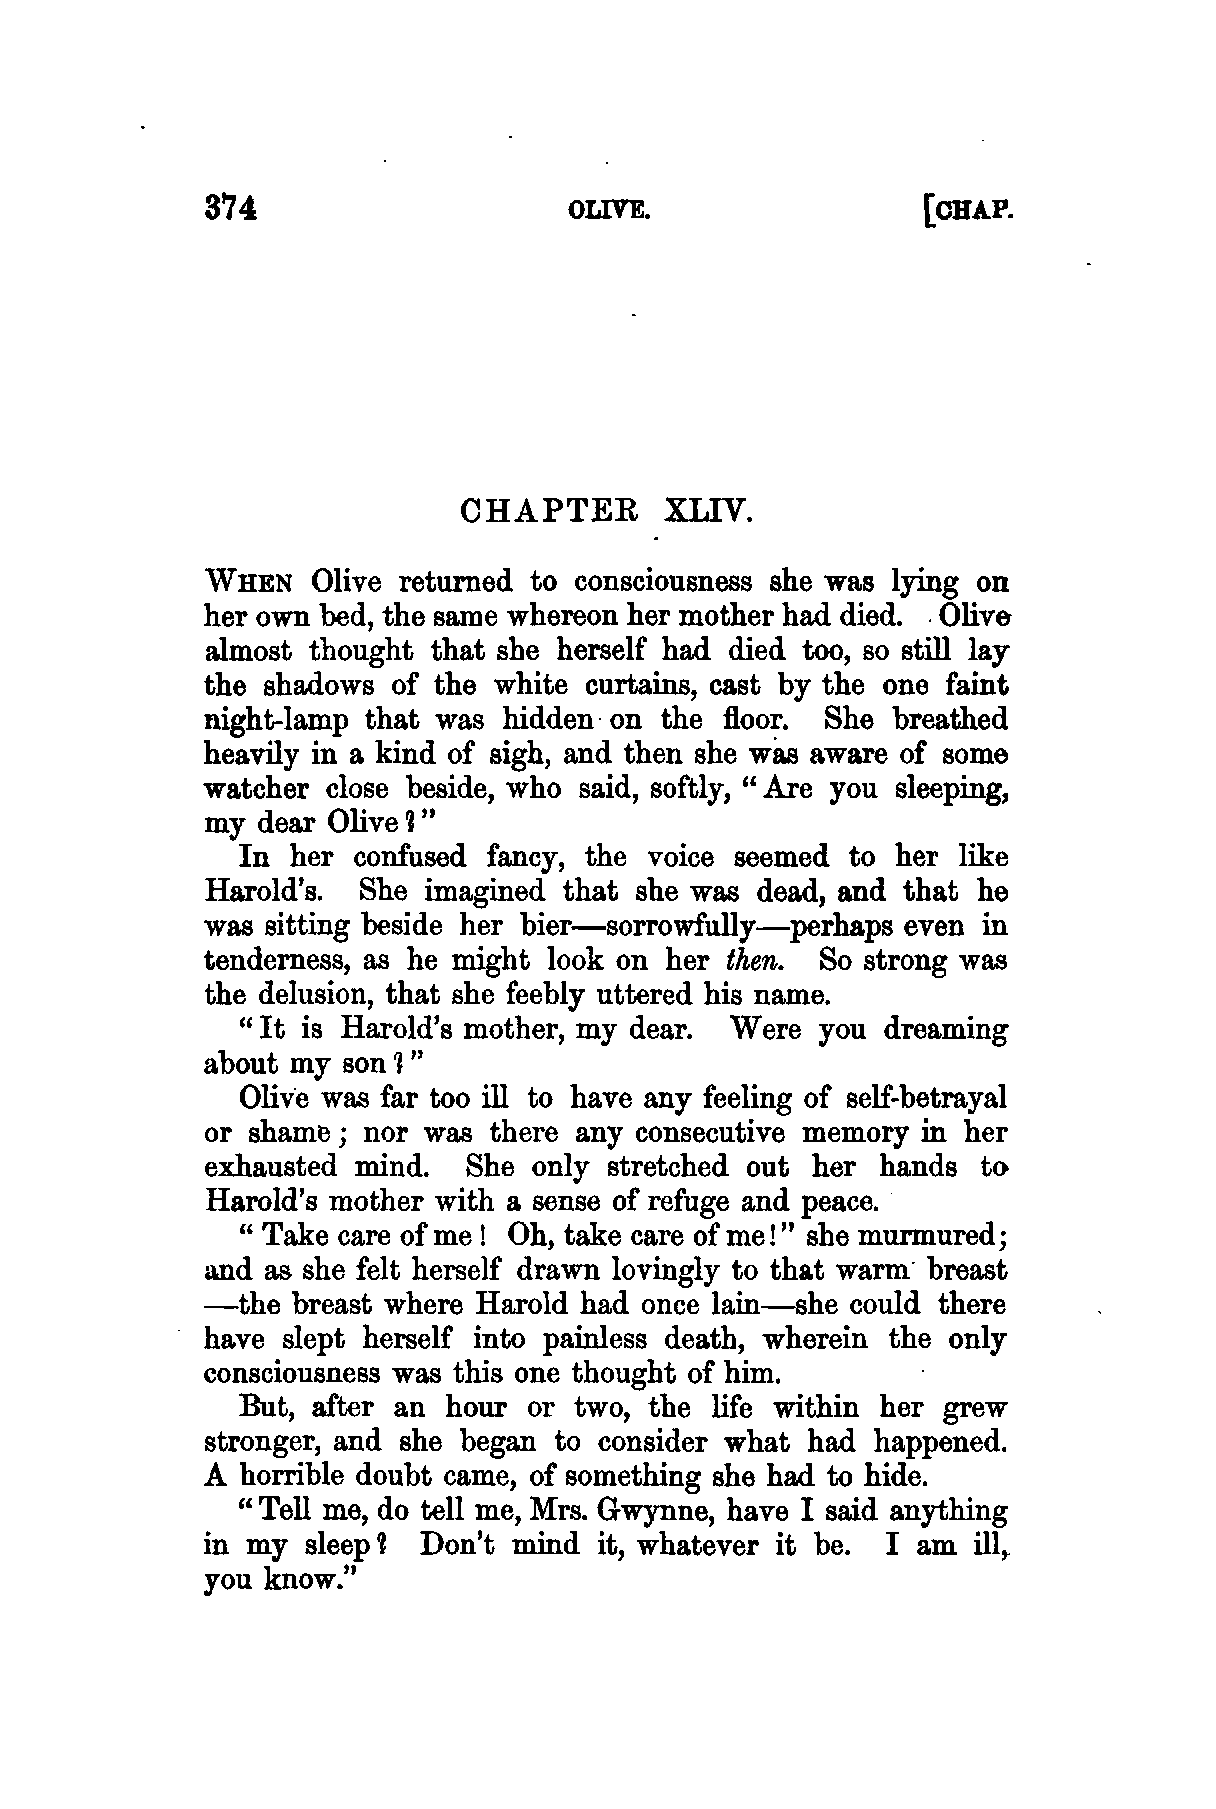 374 OLIVE. [CHAP.
CHAPTER XLIV.
WHEN Olive returned to consciousness she was lying on
her own bed, the same whereon her mother had died. Olive
almost thought that she herself had died too, so still lay
the shadows of the white curtains, cast by the one faint
night-lamp that was hidden on the floor. She breathed
heavily in a kind of sigh, and then she was aware of some
watcher close beside, who said, softly, "Are you sleeping,
my dear Olive?"
In her confused fancy, the voice seemed to her like
Harold's. She imagined that she was dead, and that he
was sitting beside her bier—sorrowfully—perhaps even in
tenderness, as he might look on her then. So strong was
the delusion, that she feebly uttered his name.
"It is Harold's mother, my dear. Were you dreaming
about my son?"
Olive was far too ill to have any feeling of self-betrayal
or shame; nor was there any consecutive memory in her
exhausted mind. She only stretched out her hands to
Harold's mother with a sense of refuge and peace.
"Take care of me! Oh, take care of me!" she murmured;
and as she felt herself drawn lovingly to that warm breast
—the breast where Harold had once lain—she could there
have slept herself into painless death, wherein the only
consciousness was this one thought of him.
But, after an hour or two, the life within her grew
stronger, and she began to consider what had happened.
A horrible doubt came, of something she had to hide.
"Tell me, do tell me, Mrs. Gwynne, have I said anything
in my sleep? Don't mind it, whatever it be. I am ill,
you know."